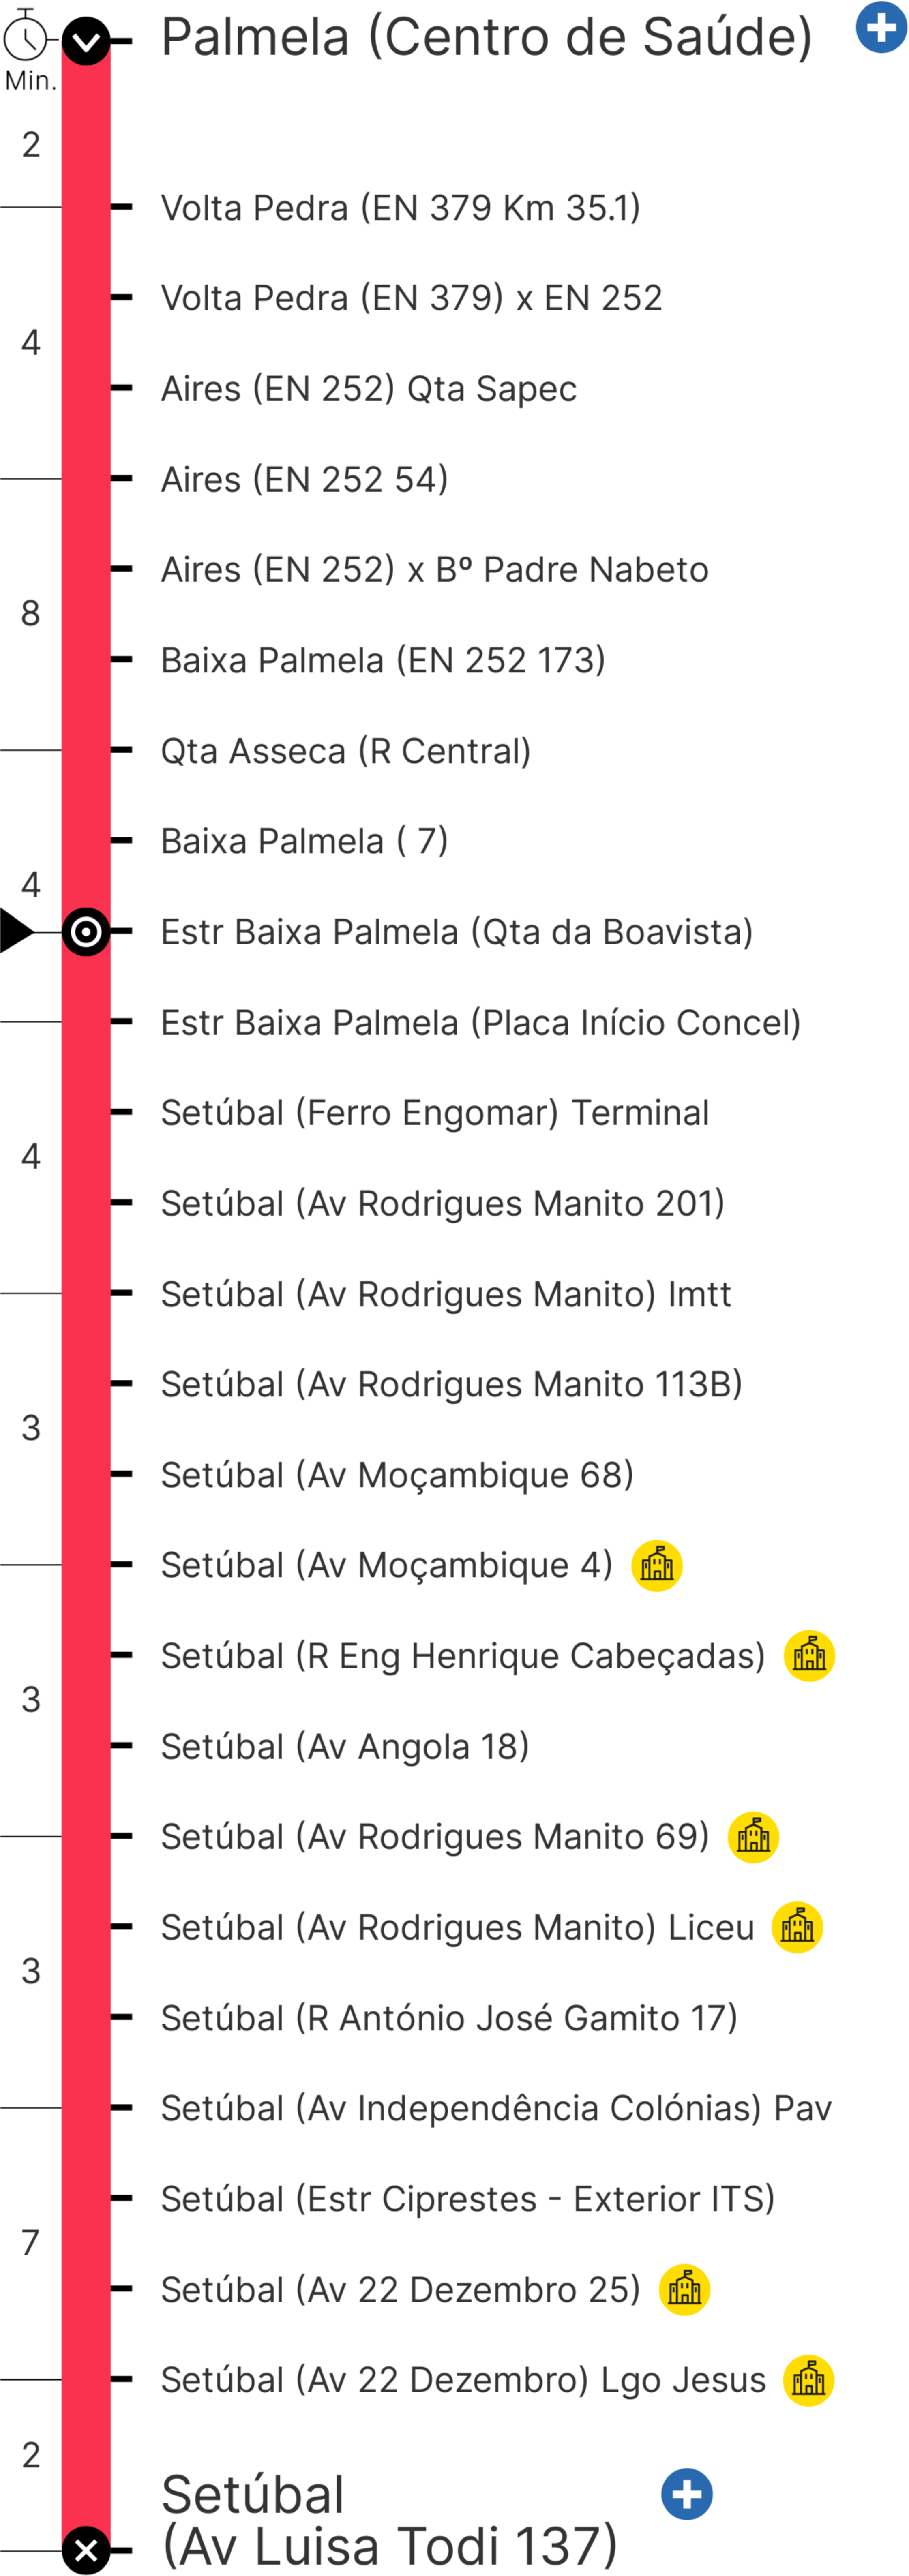 Palmela (Centro de Saúde)
Min.
2
Volta Pedra (EN 379 Km 35.1)
Volta Pedra (EN 379) x EN 252
4
Aires (EN 252) Qta Sapec
Aires (EN 252 54)
Aires (EN 252) x Bº Padre Nabeto
8
Baixa Palmela (EN 252 173)
Qta Asseca (R Central)
Baixa Palmela ( 7)
4
Estr Baixa Palmela (Qta da Boavista)
Estr Baixa Palmela (Placa Início Concel)
Setúbal (Ferro Engomar) Terminal
4
Setúbal (Av Rodrigues Manito 201)
Setúbal (Av Rodrigues Manito) Imtt
Setúbal (Av Rodrigues Manito 113B)
3
Setúbal (Av Moçambique 68)
Setúbal (Av Moçambique 4)
Setúbal (R Eng Henrique Cabeçadas)
3
Setúbal (Av Angola 18)
Setúbal (Av Rodrigues Manito 69)
Setúbal (Av Rodrigues Manito) Liceu
3
Setúbal (R António José Gamito 17)
Setúbal (Av Independência Colónias) Pav
Setúbal (Estr Ciprestes - Exterior ITS)
7
Setúbal (Av 22 Dezembro 25)
Setúbal (Av 22 Dezembro) Lgo Jesus
2
Setúbal
(Av Luisa Todi 137)